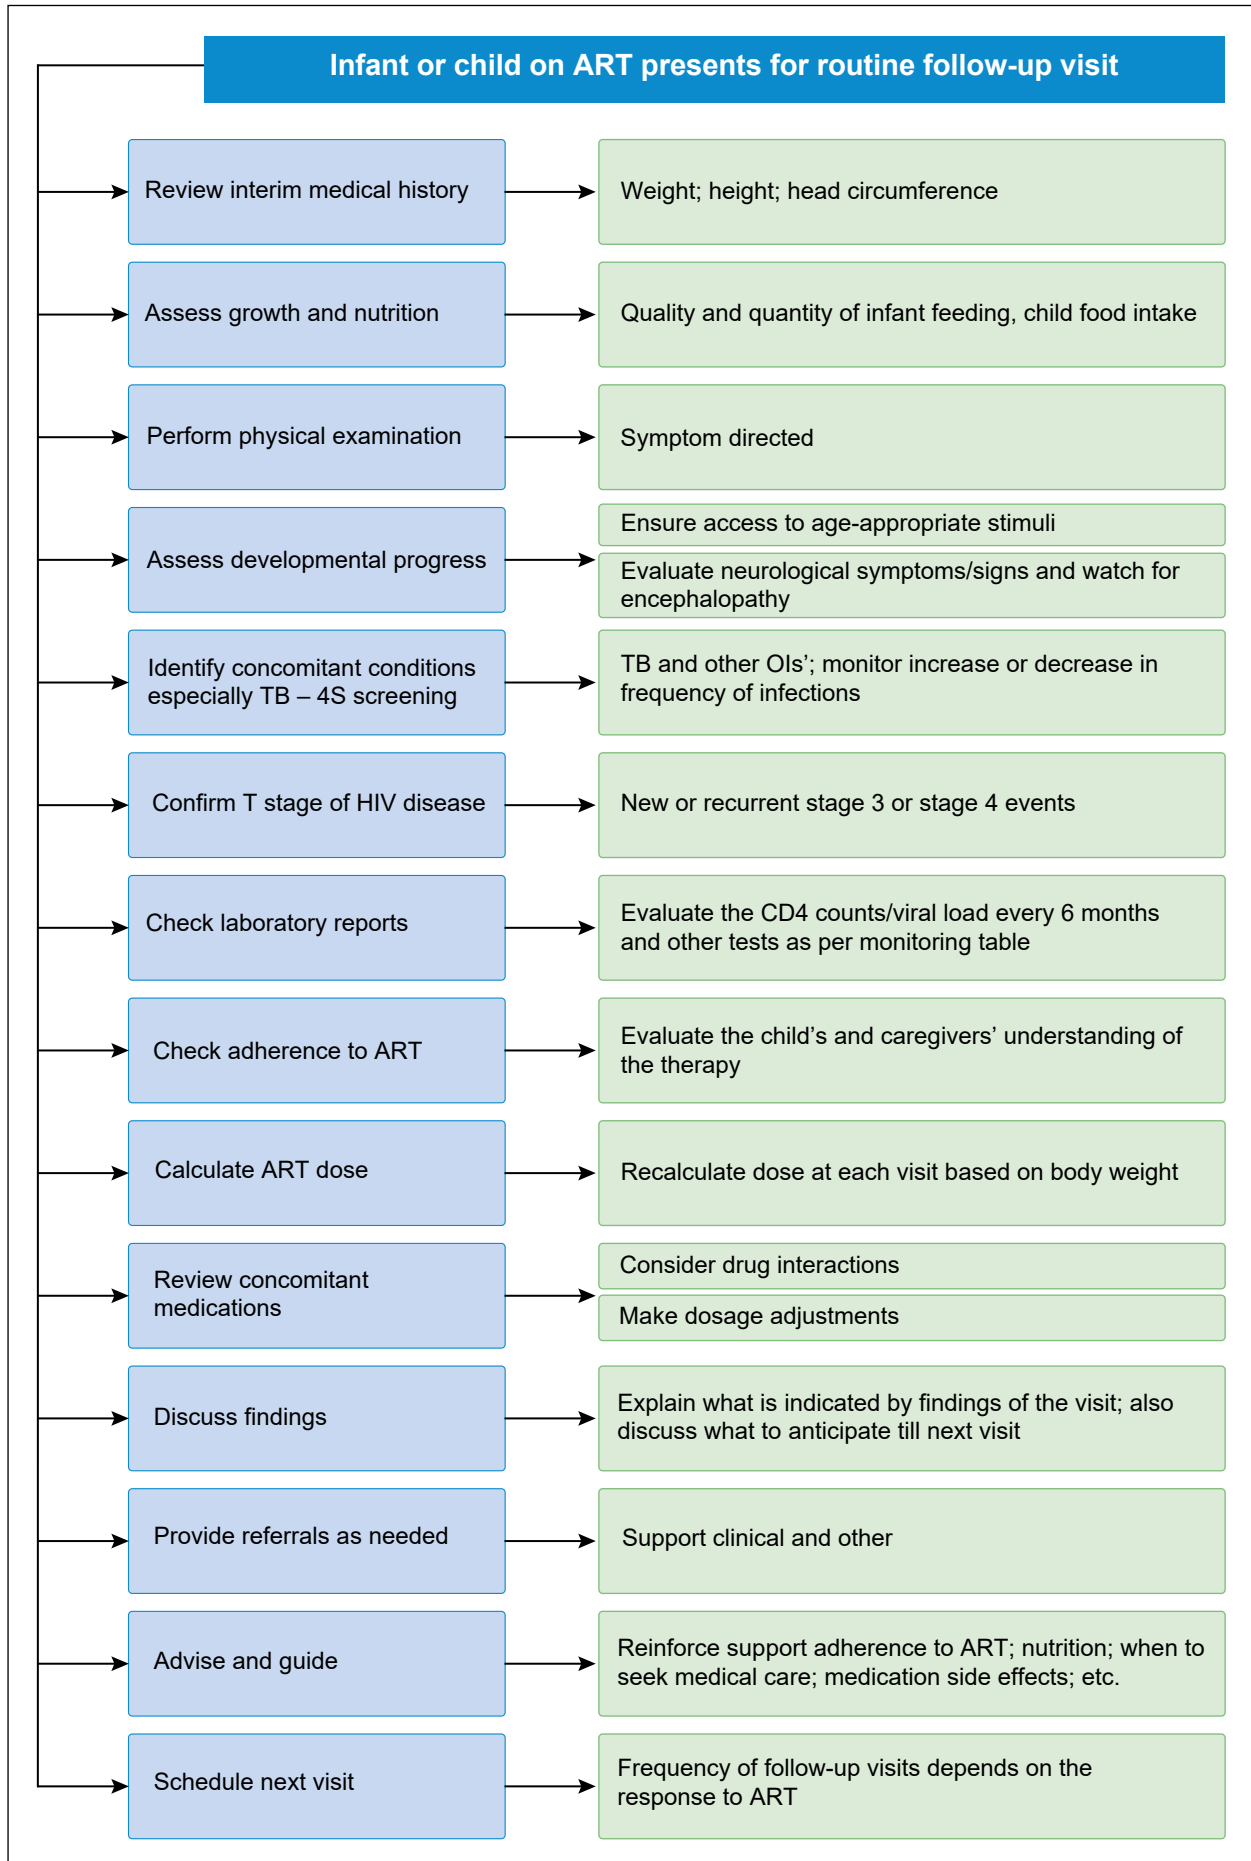 Infant or child on ART presents for routine follow-up visit
Review interim medical history
Weight; height; head circumference
Assess growth and nutrition
Quality and quantity of infant feeding, child food intake
Perform physical examination
Symptom directed
Assess developmental progress
Ensure access to age-appropriate stimuli
Evaluate neurological symptoms/signs and watch for
encephalopathy
Identify concomitant conditions
especially TB – 4S screening
TB and other OIs’; monitor increase or decrease in
frequency of infections
Confirm T stage of HIV disease
New or recurrent stage 3 or stage 4 events
Check laboratory reports
Evaluate the CD4 counts/viral load every 6 months
and other tests as per monitoring table
Check adherence to ART
Evaluate the child’s and caregivers’ understanding of
the therapy
Calculate ART dose
Recalculate dose at each visit based on body weight
Review concomitant
medications
Consider drug interactions
Make dosage adjustments
Discuss findings
Explain what is indicated by findings of the visit; also
discuss what to anticipate till next visit
Provide referrals as needed
Support clinical and other
Advise and guide
Reinforce support adherence to ART; nutrition; when to
seek medical care; medication side effects; etc.
Schedule next visit
Frequency of follow-up visits depends on the
response to ART